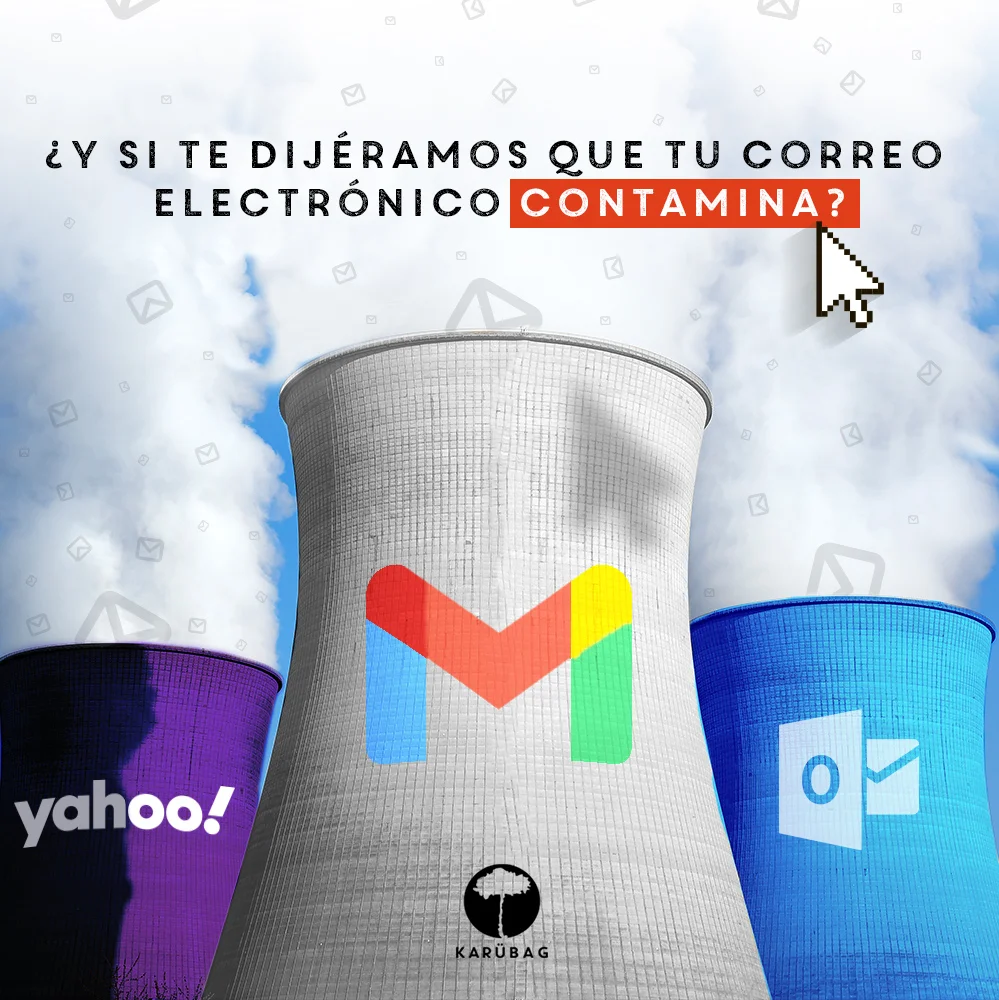 ¿Y SI TE DIJÉRAMOS QUE TU CORREO
ELECTRÓNICO CONTAMINA?
yahoo!
O
KARÜBAG